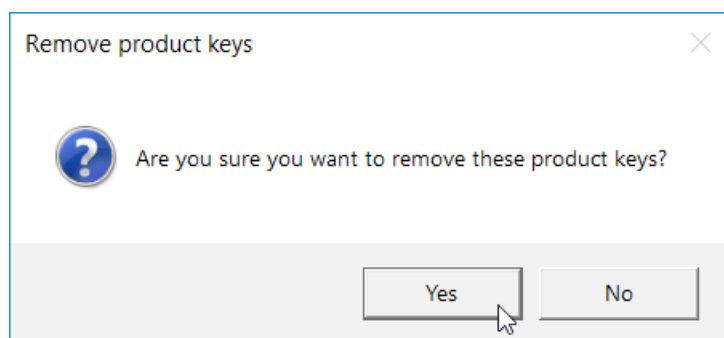 Remove product keys
Are you sure you want to remove these product keys?
Yes
No